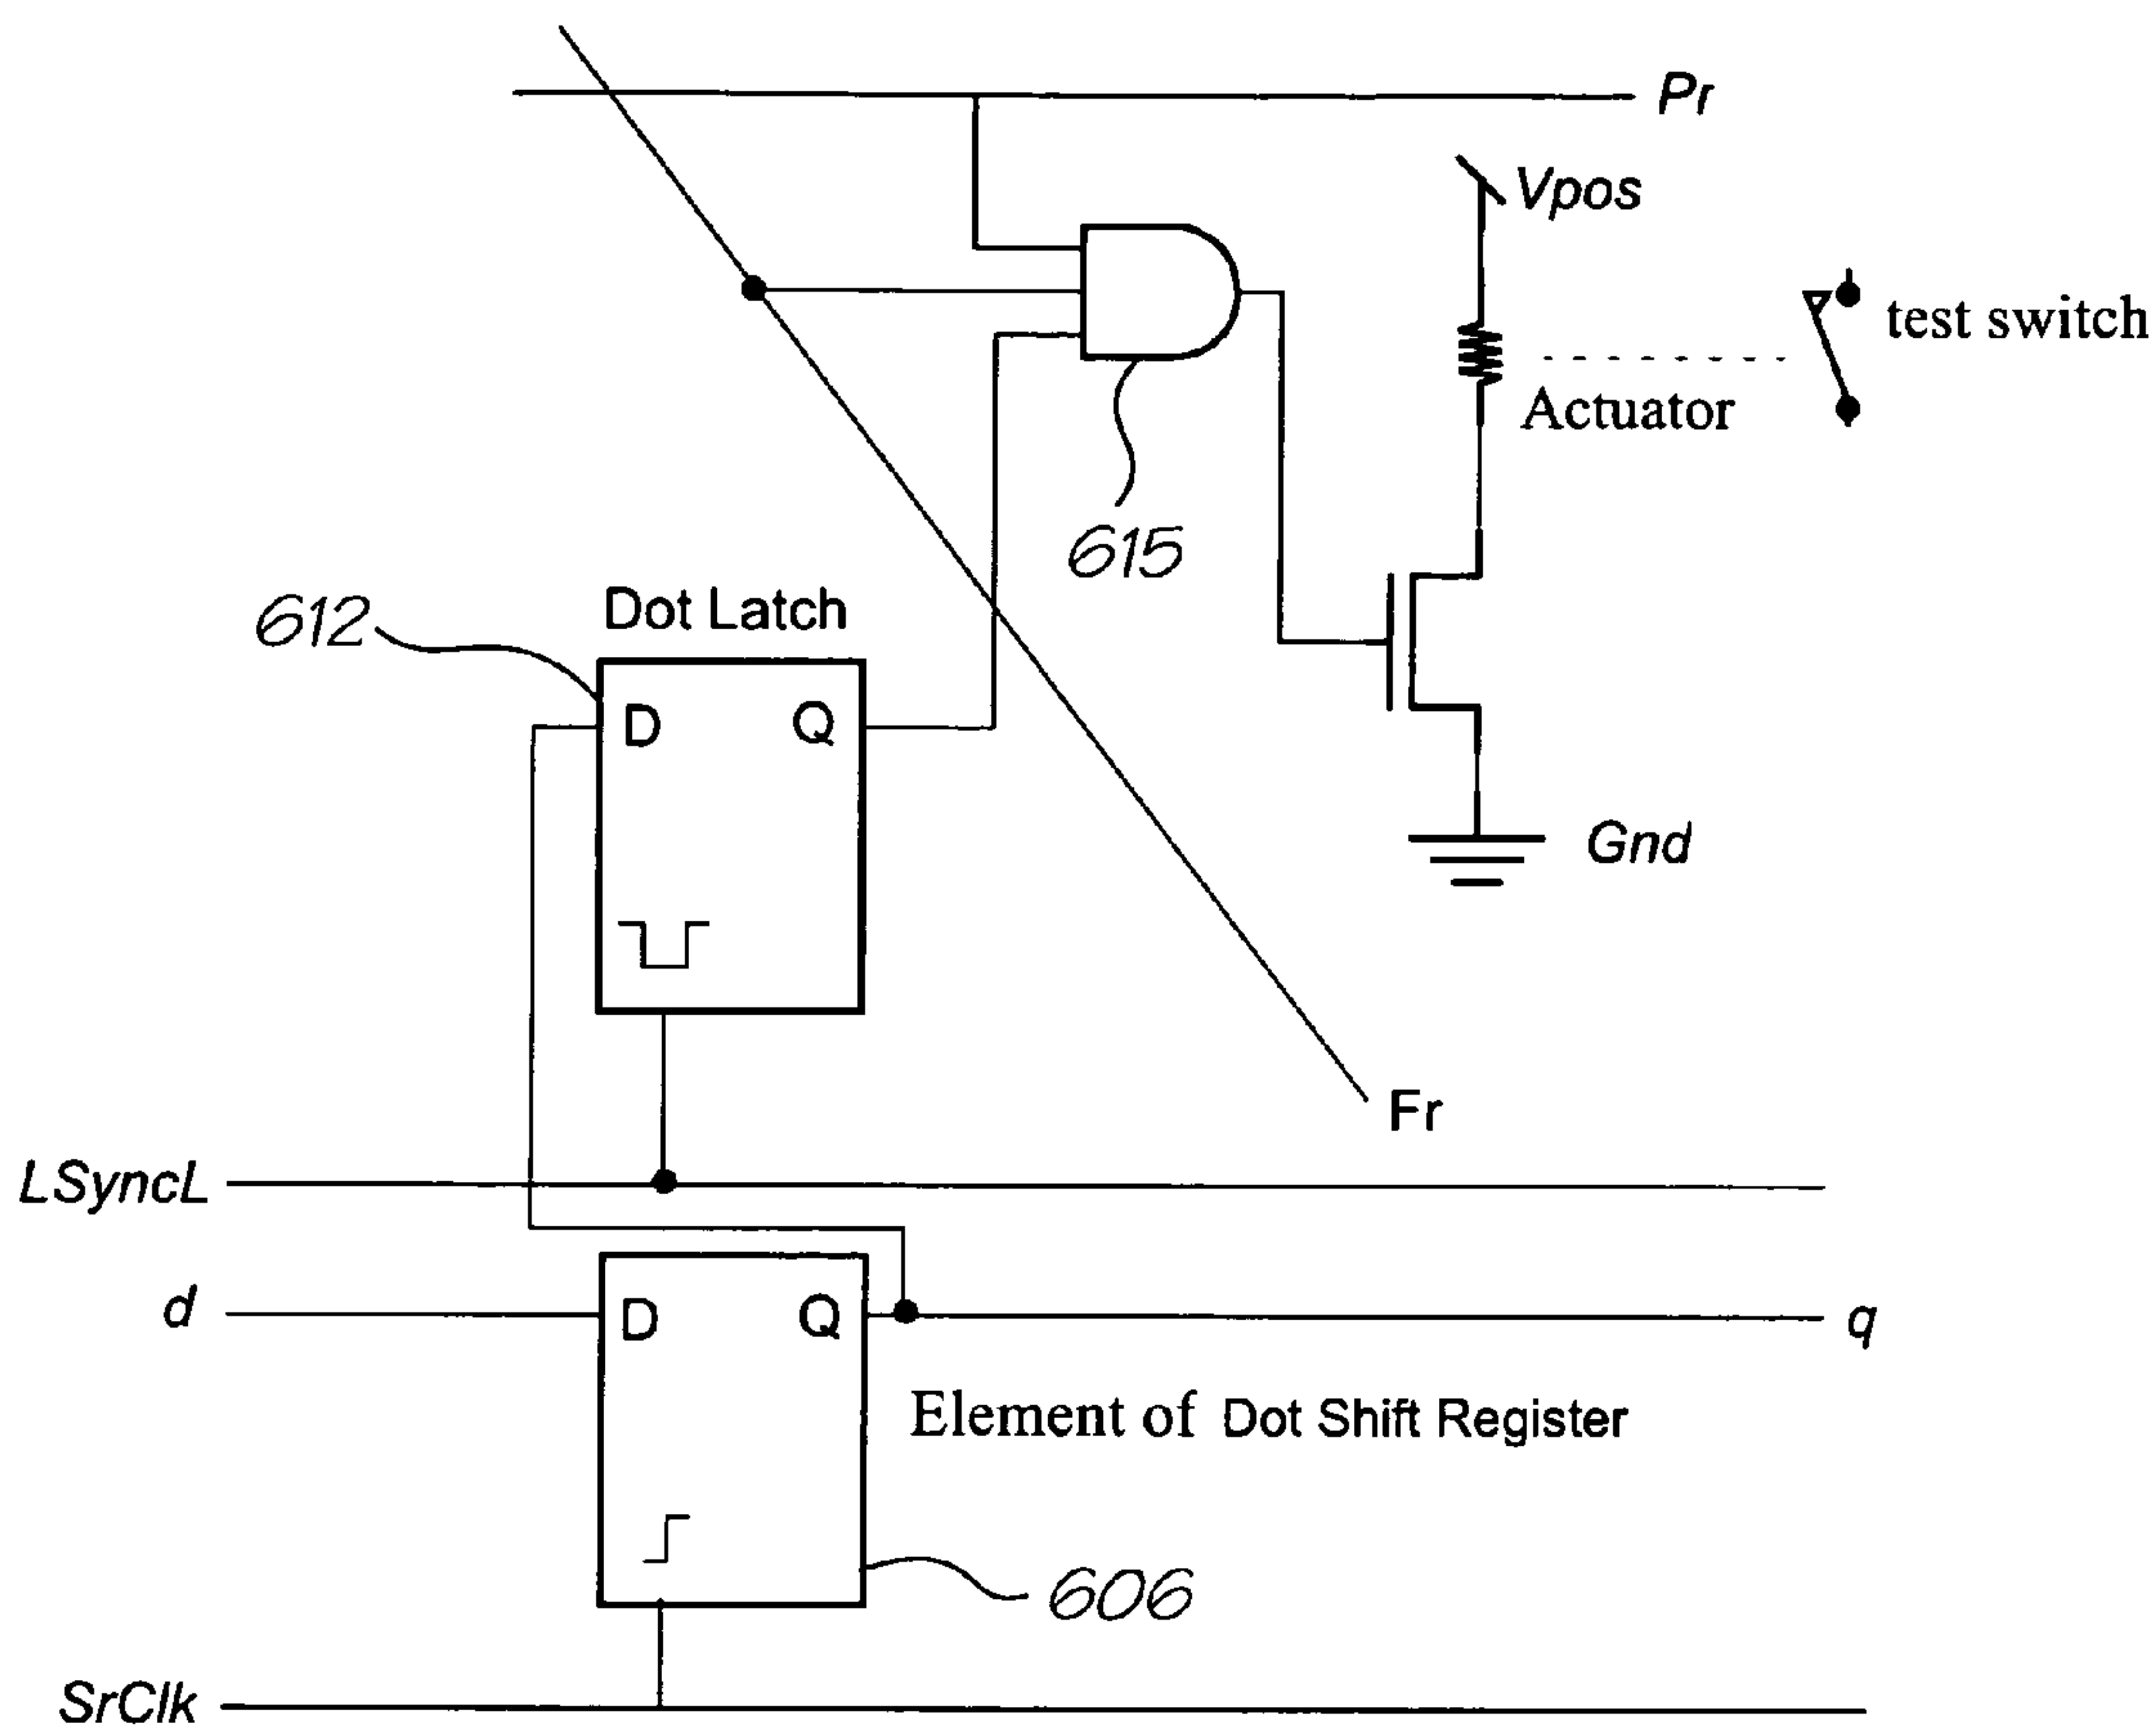 Pr
Vpos
test switch
Actuator
615
612
Dot Latch
D
Q
Gnd
Fr
LSyncL
d
D
Q
q
Element of Dot Shift Register
606
SrClk